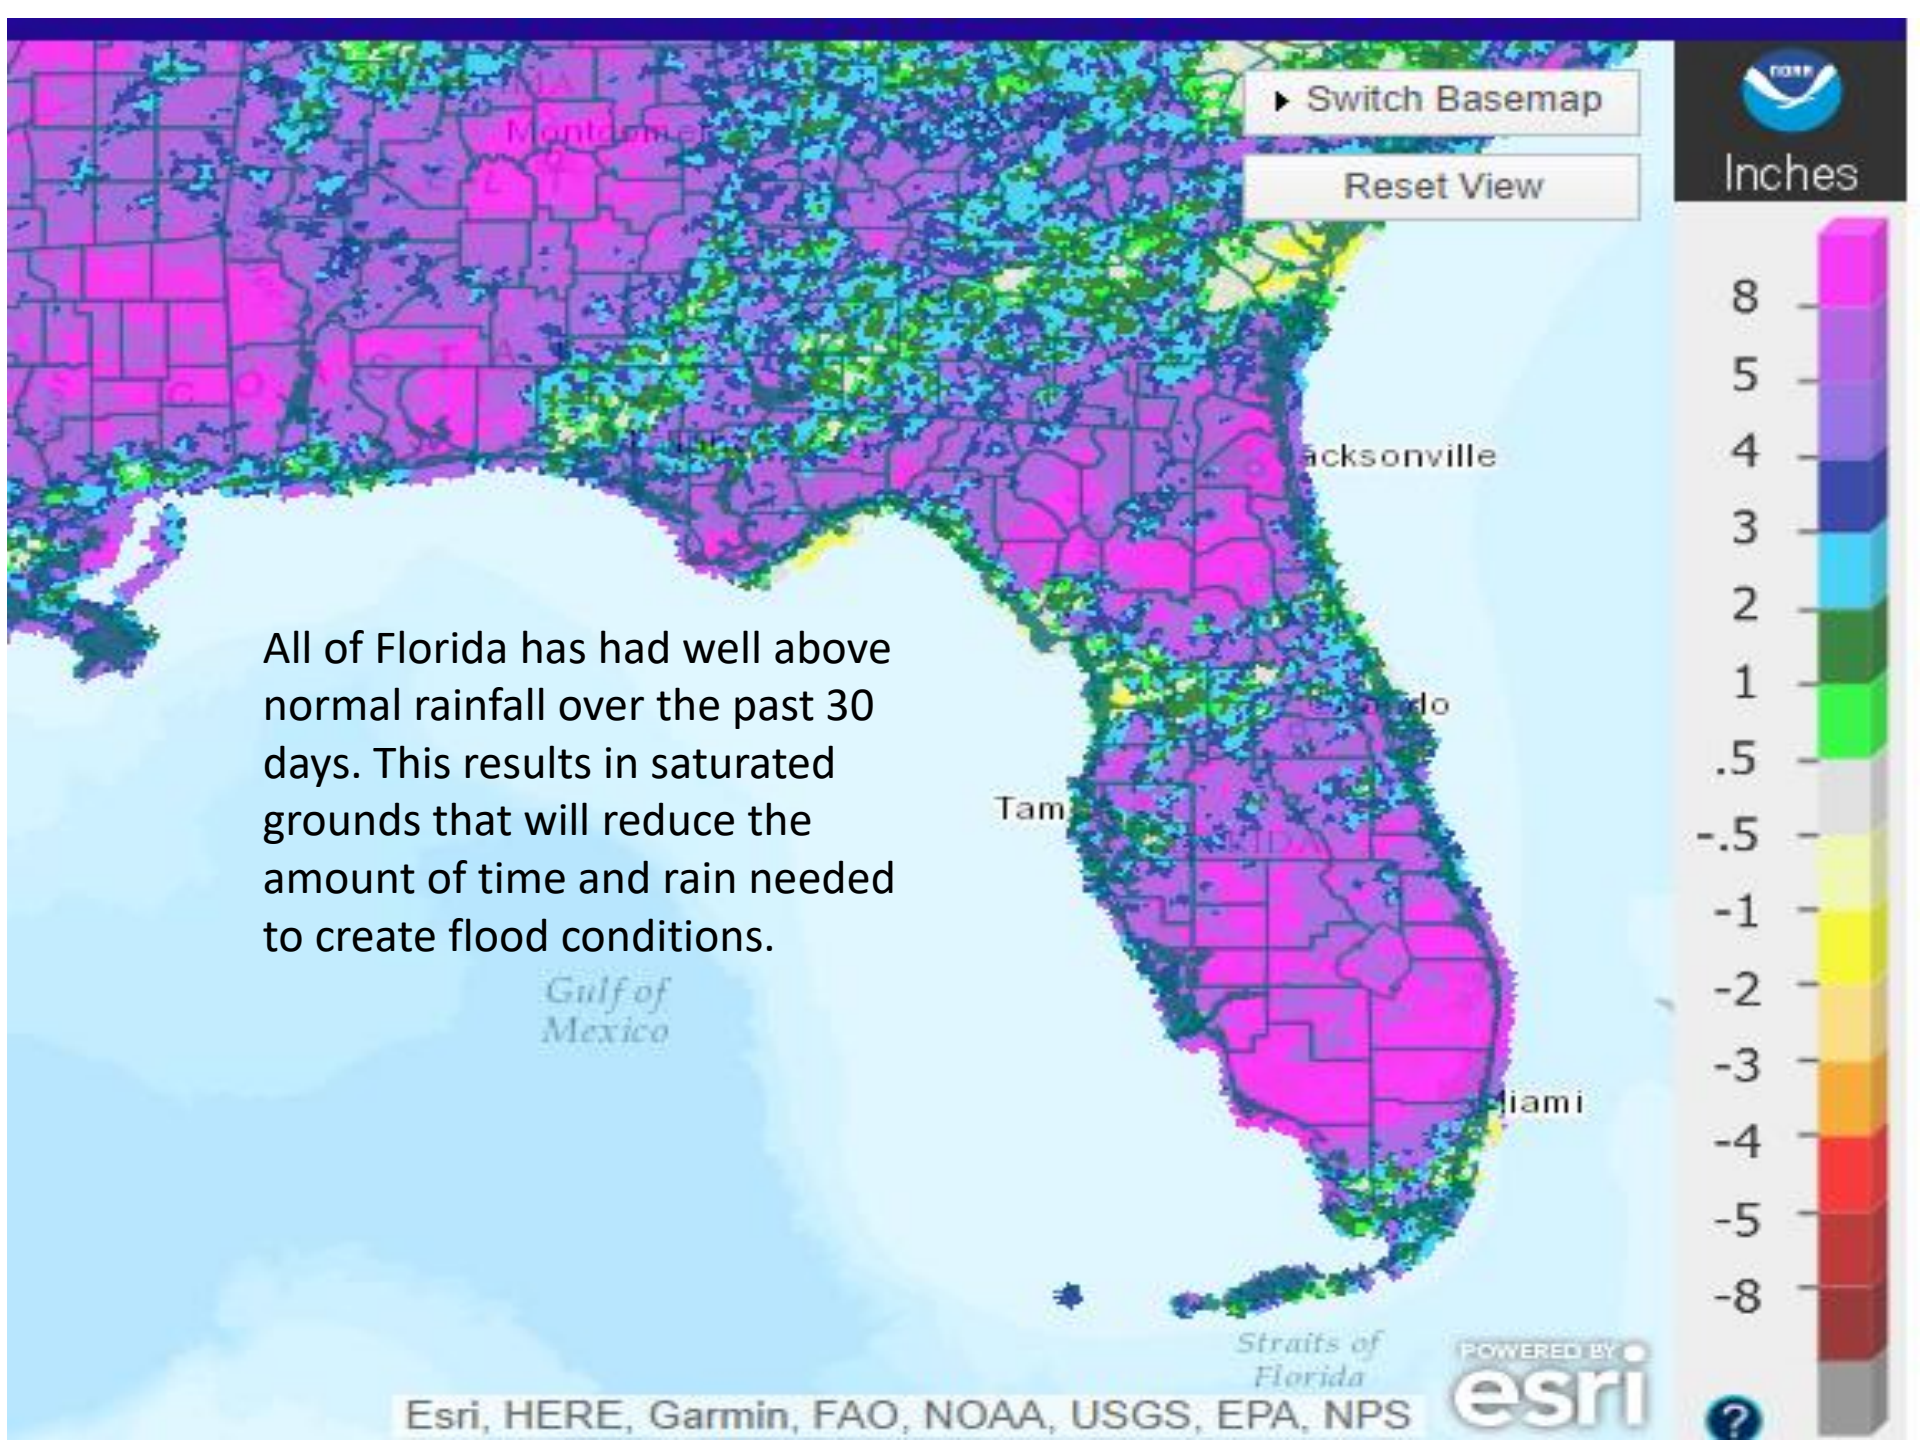 Switch Basemap
Reset View
NOAA
Inches
8
5
4
3
2
1
.5
-.5
-1
-2
-3
-4
-5
-8
acksonville
All of Florida has had well above
normal rainfall over the past 30
days. This results in saturated
grounds that will reduce the
amount of time and rain needed
to create flood conditions.
do
Tam
Gulf of
Mexico
iami
Straits of
Florida
POWERED BY
esri
Esri, HERE, Garmin, FAO, NOAA, USGS, EPA, NPS
?